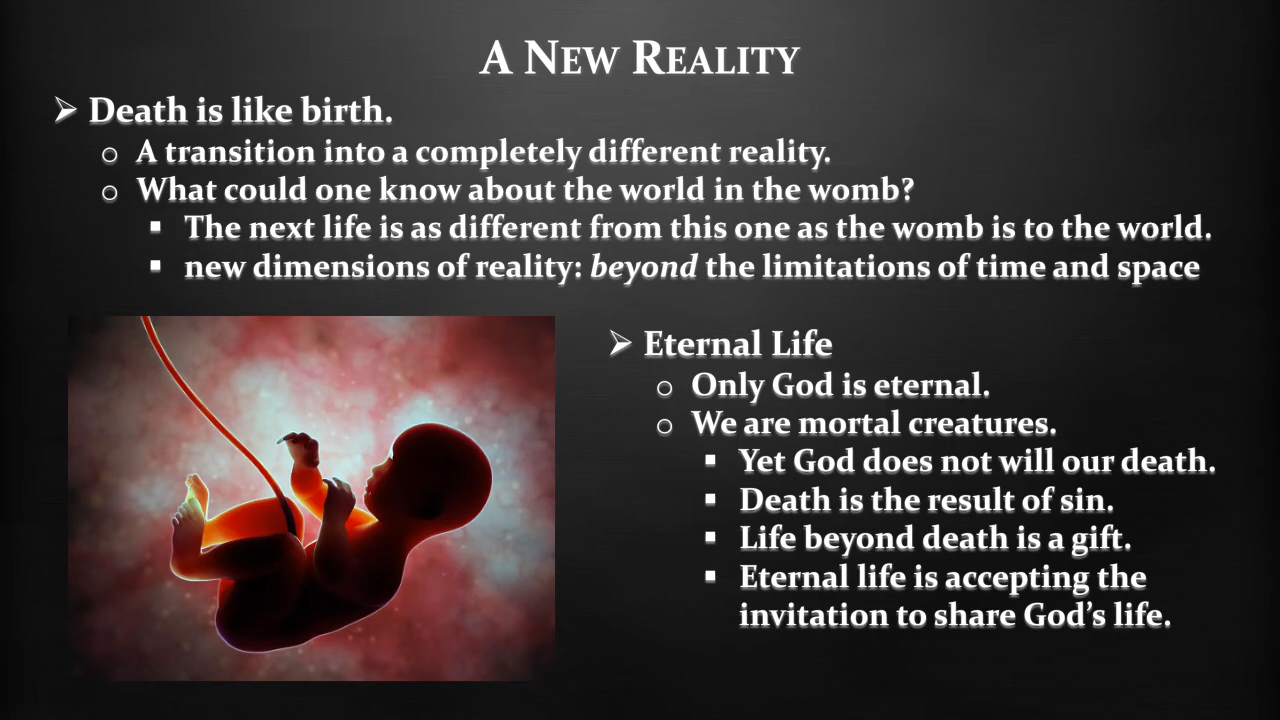 A NEW REALITY
➢ Death is like birth.
o A transition into a completely different reality.
o What could one know about the world in the womb?
▪ The next life is as different from this one as the womb is to the world.
▪ new dimensions of reality: beyond the limitations of time and space
➢ Eternal Life
o Only God is eternal.
o We are mortal creatures.
▪ Yet God does not will our death.
▪ Death is the result of sin.
▪ Life beyond death is a gift.
▪ Eternal life is accepting the
invitation to share God’s life.